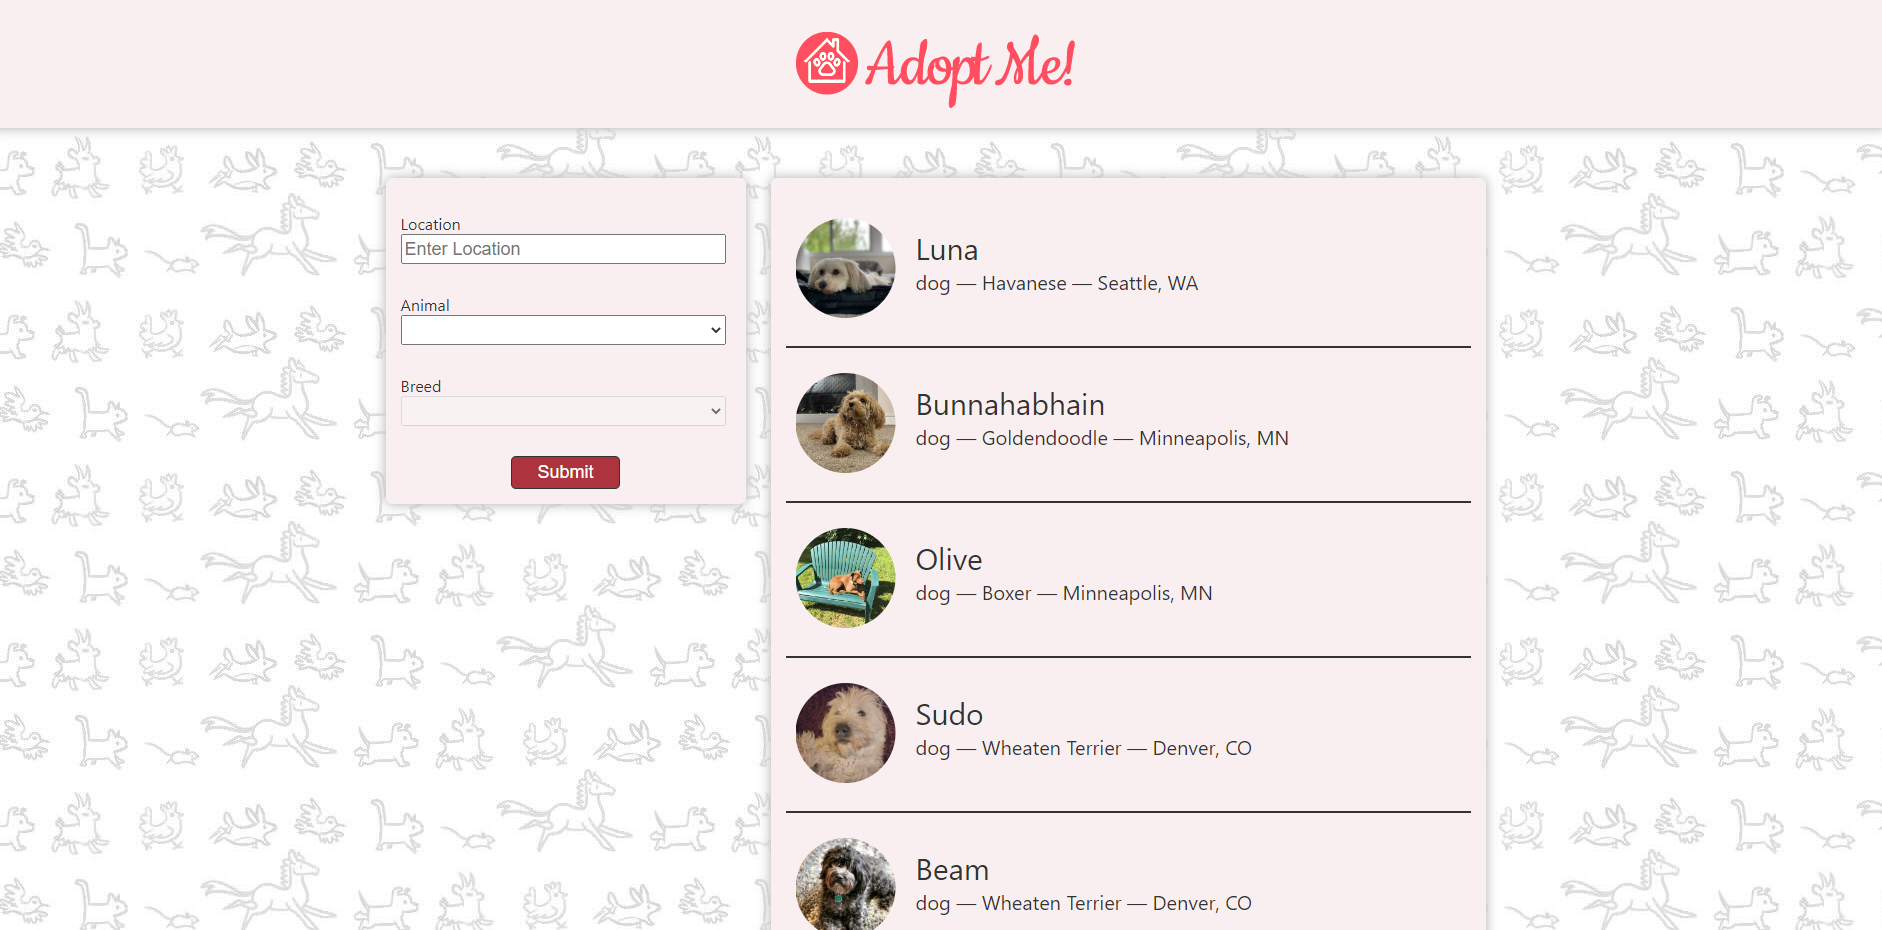 Adopt Me!
Location
Enter Location
Animal
Breed
Submit
Luna
dog — Havanese — Seattle, WA
Bunnahabhain
dog — Goldendoodle — Minneapolis, MN
Olive
dog — Boxer — Minneapolis, MN
Sudo
dog — Wheaten Terrier — Denver, CO
Beam
dog — Wheaten Terrier — Denver, CO